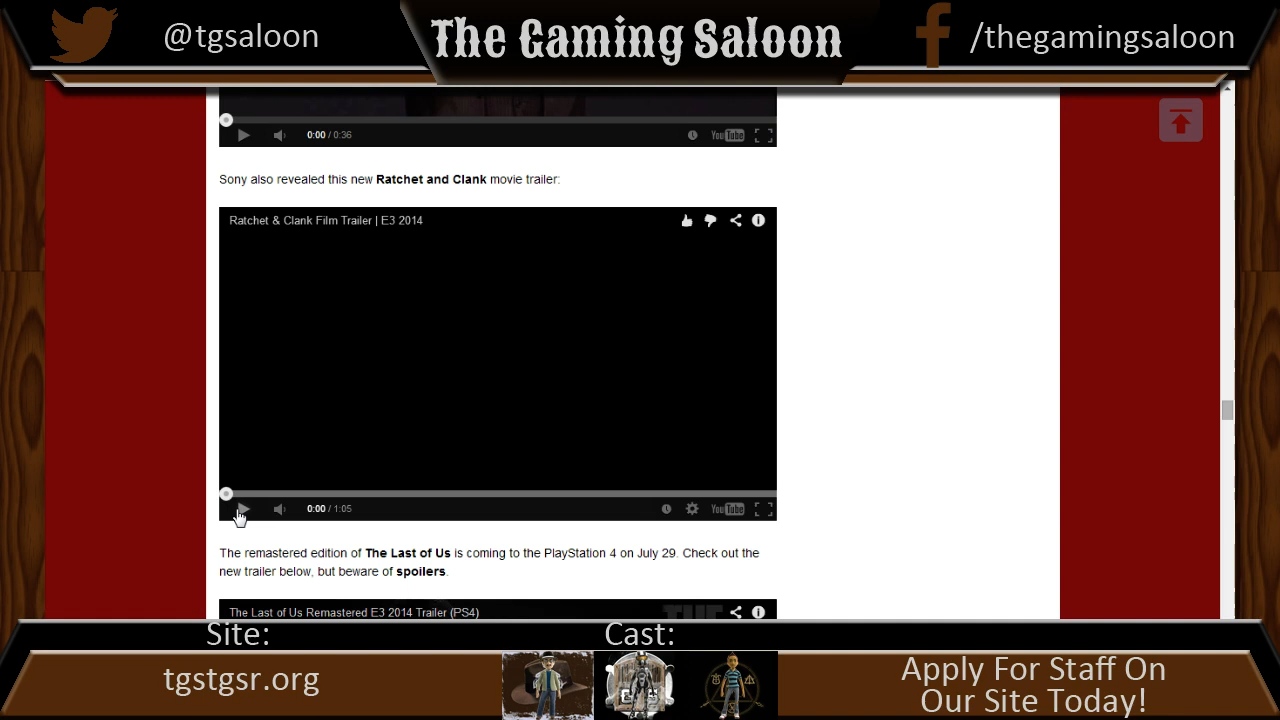 @tgsaloon
The Gaming Saloon
/thegamingsaloon
0:00 / 0:36
YouTube
Sony also revealed this new Ratchet and Clank movie trailer:
Ratchet & Clank Film Trailer | E3 2014
0:00 / 1:05
YouTube
The remastered edition of The Last of Us is coming to the PlayStation 4 on July 29. Check out the
new trailer below, but beware of spoilers.
The Last of Us Remastered E3 2014 Trailer (PS4)
THE
Site:
tgstgsr.org
Cast:
Apply For Staff On
Our Site Today!